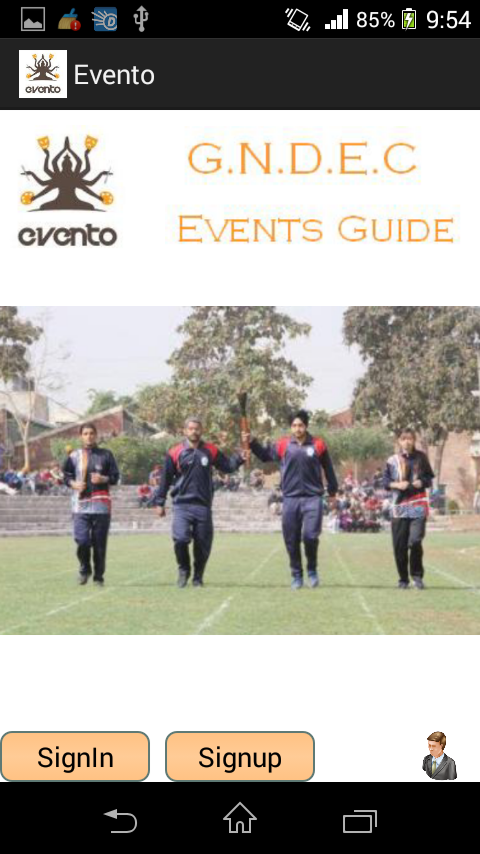 85% 9:54
evento Evento
G.N.D.E.C
evento
EVENTS GUIDE
SignIn Signup